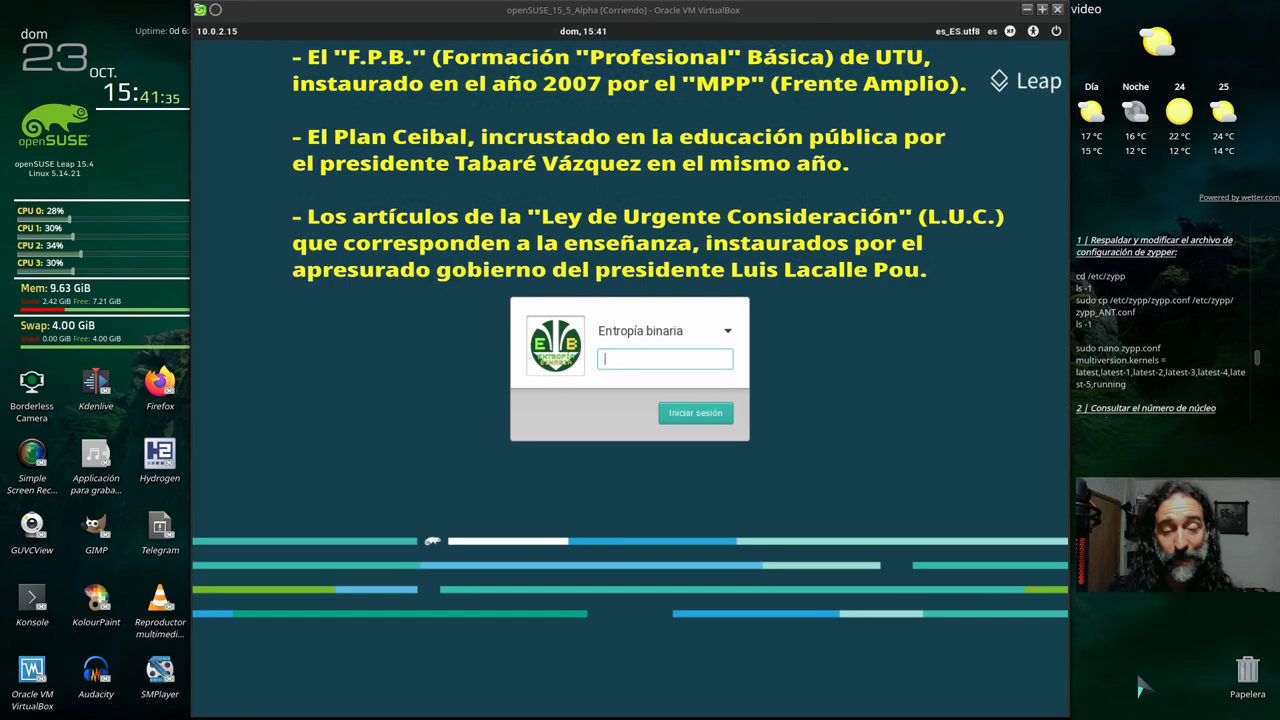 dom
23
OCT.
15:41:35
Uptime: 0d 6:
openSUSE
openSUSE Leap 15.4
Linux 5.14.21
CPU 0: 28%
CPU 1: 30%
CPU 2: 34%
CPU 3: 30%
Mem: 9.63 GiB
Used: 2.42 GiB Free: 7.21 GiB
Swap: 4.00 GiB
Used: 0.00 GiB Free: 4.00 GiB
Borderless
Camera
Kdenlive
Firefox
Simple
Screen Rec...
Aplicación
para graba...
Hydrogen
GUVCView
GIMP
Telegram
Konsole
KolourPaint
Reproductor
multimedi...
Oracle VM
VirtualBox
Audacity
SMPlayer
openSUSE_15_5_Alpha [Corriendo] - Oracle VM VirtualBox
10.0.2.15
dom, 15:41
es_ES.utf8
es
- El "F.P.B." (Formación "Profesional" Básica) de UTU,
instaurado en el año 2007 por el "MPP" (Frente Amplio).
Leap
- El Plan Ceibal, incrustado en la educación pública por
el presidente Tabaré Vázquez en el mismo año.
- Los artículos de la "Ley de Urgente Consideración" (L.U.C.)
que corresponden a la enseñanza, instaurados por el
apresurado gobierno del presidente Luis Lacalle Pou.
Entropía binaria
E B
Iniciar sesión
video
Día
Noche
24
25
17 °C
16 °C
22 °C
24 °C
15 °C
12 °C
12 °C
14 °C
Powered by wetter.com
1 | Respaldar y modificar el archivo de
configuración de zypper:
cd /etc/zypp
ls -1
sudo cp /etc/zypp/zypp.conf /etc/zypp/
zypp_ANT.conf
ls -1
sudo nano zypp.conf
multiversion.kernels =
latest,latest-1,latest-2,latest-3,latest-4,late
st-5,running
2 | Consultar el número de núcleo
Papelera